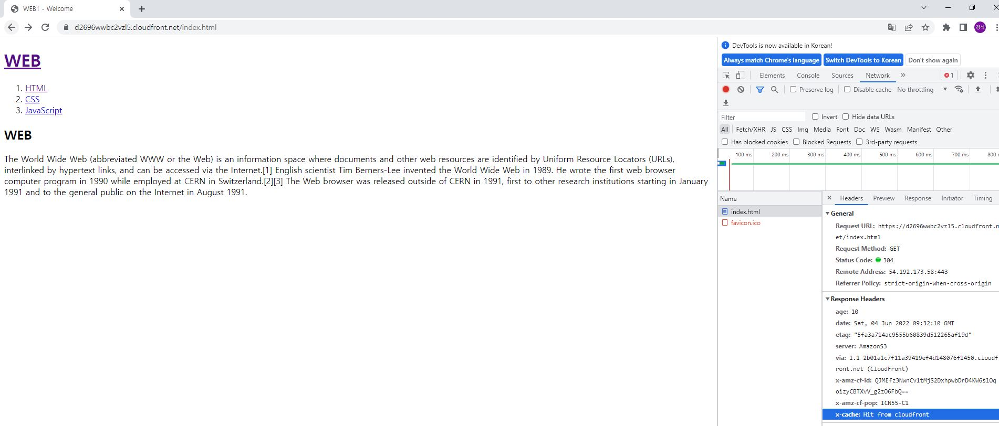 WEB1 - Welcome
d2696wwbc2vzl5.cloudfront.net/index.html
경식
WEB
1. HTML
2. CSS
3. JavaScript
WEB
The World Wide Web (abbreviated WWW or the Web) is an information space where documents and other web resources are identified by Uniform Resource Locators (URLs),
interlinked by hypertext links, and can be accessed via the Internet.[1] English scientist Tim Berners-Lee invented the World Wide Web in 1989. He wrote the first web browser
computer program in 1990 while employed at CERN in Switzerland.[2][3] The Web browser was released outside of CERN in 1991, first to other research institutions starting in January
1991 and to the general public on the Internet in August 1991.
DevTools is now available in Korean!
Always match Chrome's language Switch DevTools to Korean Don't show again
Elements Console Sources Network » 1
Preserve log Disable cache No throttling
Filter Invert Hide data URLs
All Fetch/XHR JS CSS Img Media Font Doc WS Wasm Manifest Other
Has blocked cookies Blocked Requests 3rd-party requests
100 ms 200 ms 300 ms 400 ms 500 ms 600 ms 700 ms 800
Name
index.html
favicon.ico
Headers Preview Response Initiator Timing
General
Request URL: https://d2696wwbc2vzl5.cloudfront.n
et/index.html
Request Method: GET
Status Code: 304
Remote Address: 54.192.173.58:443
Referrer Policy: strict-origin-when-cross-origin
Response Headers
age: 10
date: Sat, 04 Jun 2022 09:32:10 GMT
etag: "5fa3a714ac9555b60839d512265af19d"
server: AmazonS3
via: 1.1 2b01a1c7f11a39419ef4d148076f1450.cloudf
ront.net (CloudFront)
x-amz-cf-id: QJMEfz3NwnCv1tMjS2DxhpwbDrD4KW6slOq
oizyCBTXvV_g2zO6FbQ==
x-amz-cf-pop: ICN55-C1
x-cache: Hit from cloudfront